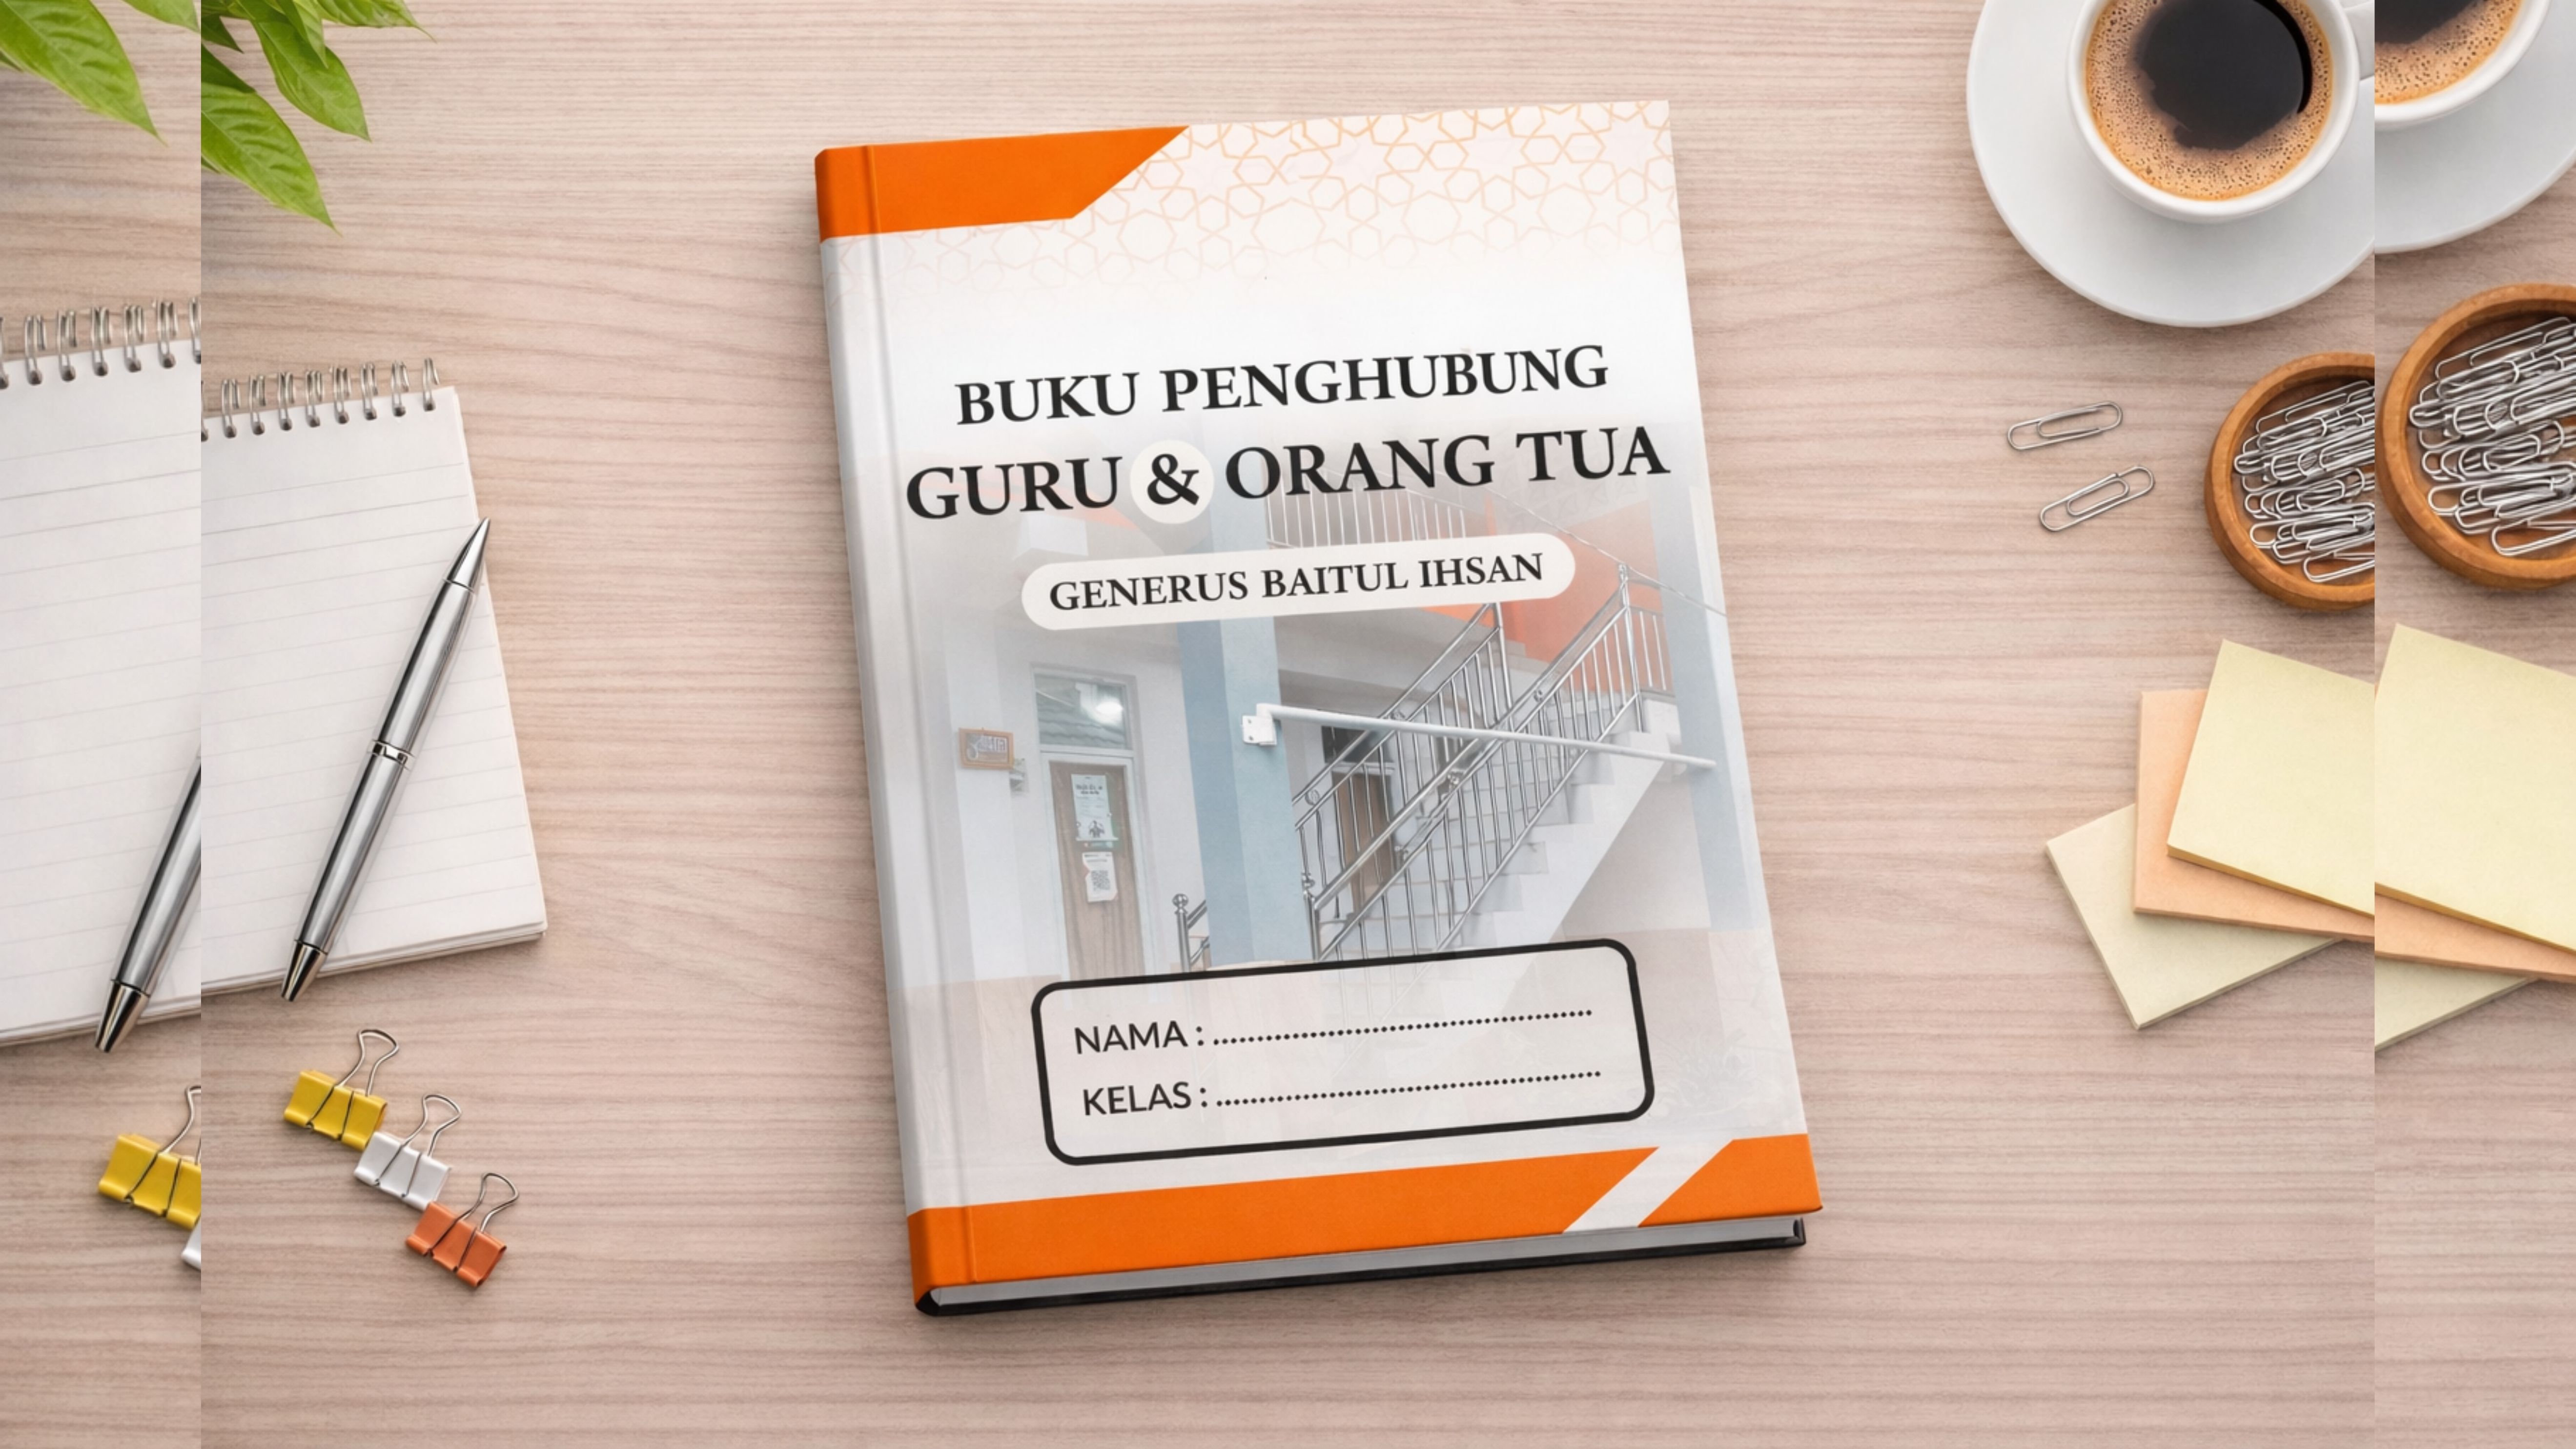 BUKU PENGHUBUNG
GURU & ORANG TUA
GENERUS BAITUL IHSAN
NAMA : ..........................................................
KELAS : ..........................................................